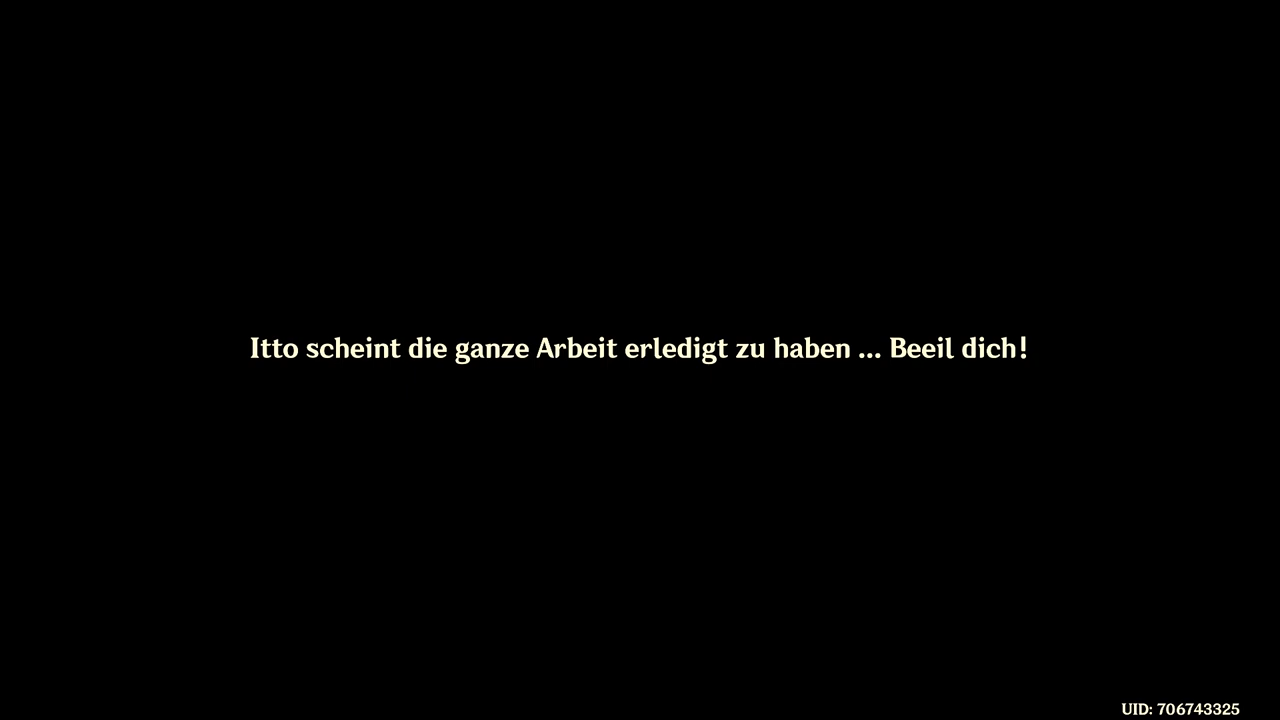 Itto scheint die ganze Arbeit erledigt zu haben ... Beeil dich!
UID: 706743325